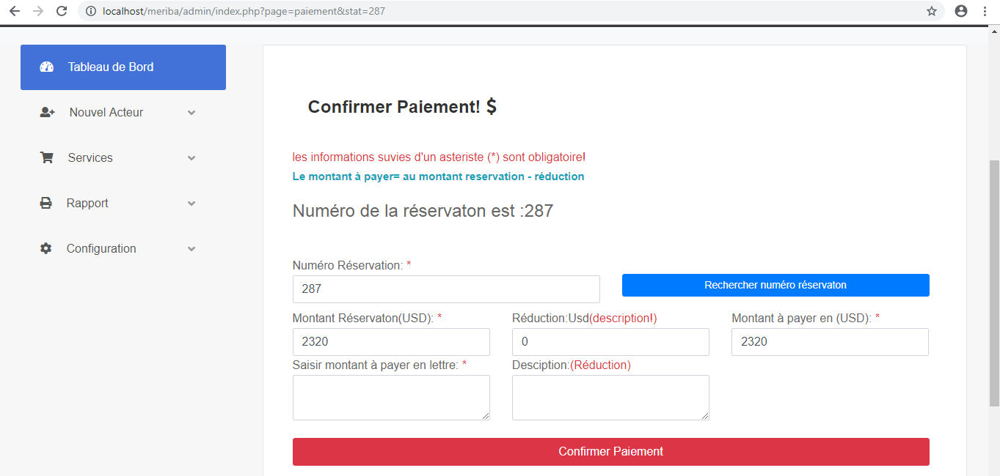 localhost/meriba/admin/index.php?page=paiement&stat=287
Tableau de Bord
Nouvel Acteur
Services
Rapport
Configuration
Confirmer Paiement! $
les informations suvies d'un asteriste (*) sont obligatoire!
Le montant à payer= au montant reservation - réduction
Numéro de la réservaton est :287
Numéro Réservation: *
287
Rechercher numéro réservaton
Montant Réservaton(USD): *
Réduction:Usd(description!)
Montant à payer en (USD): *
2320
0
2320
Saisir montant à payer en lettre: *
Desciption:(Réduction)
Confirmer Paiement